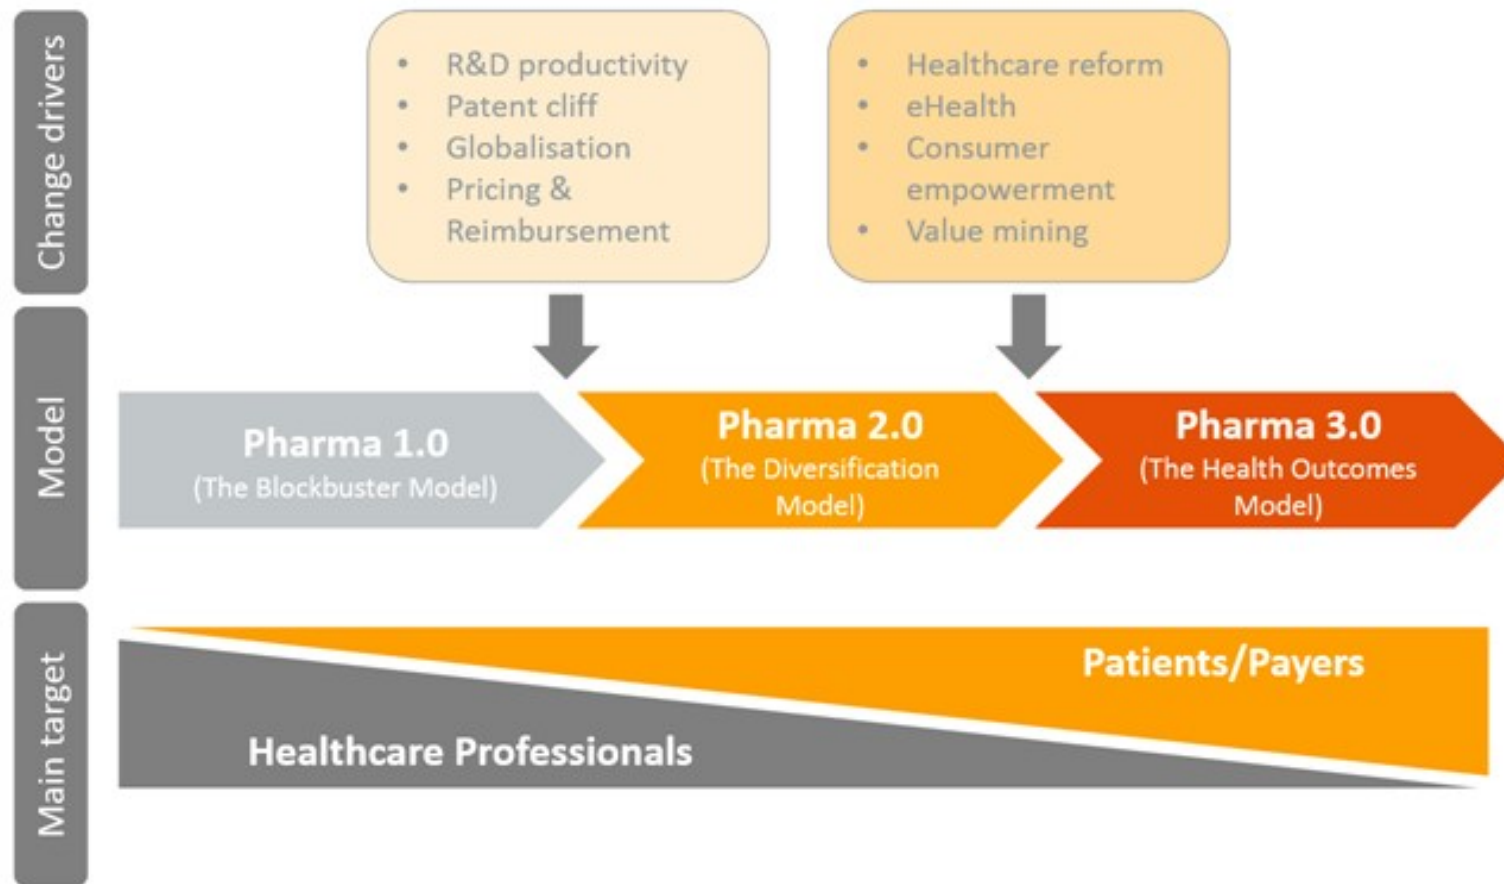 Change drivers
• R&D productivity
• Patent cliff
• Globalisation
• Pricing &
Reimbursement
• Healthcare reform
• eHealth
• Consumer
empowerment
• Value mining
Model
Pharma 1.0
(The Blockbuster Model)
Pharma 2.0
(The Diversification
Model)
Pharma 3.0
(The Health Outcomes
Model)
Main target
Patients/Payers
Healthcare Professionals